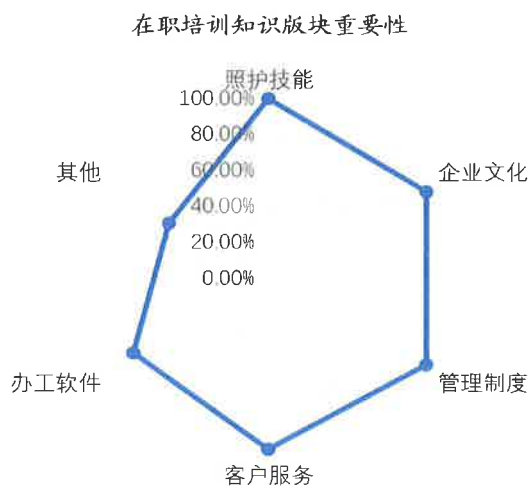 在职培训知识版块重要性
照护技能
100.00%
80.00%
其他
企业文化
60.00%
40.00%
20.00%
0.00%
办工软件
管理制度
客户服务